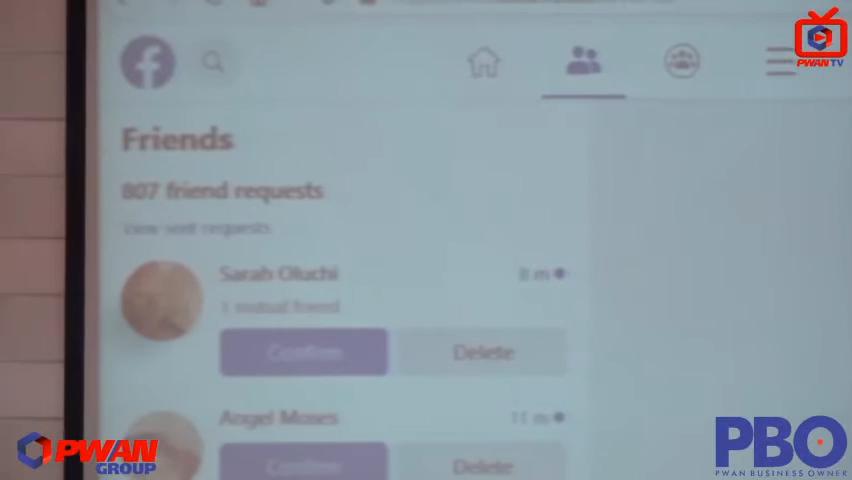 PWAN TV
Friends
807 friend requests
View sent requests
Sarah Oluchi
8 m
1 mutual friend
Confirm
Delete
Angel Moses
11 m
Confirm
Delete
PWAN
GROUP
PBO
PWAN BUSINESS OWNER